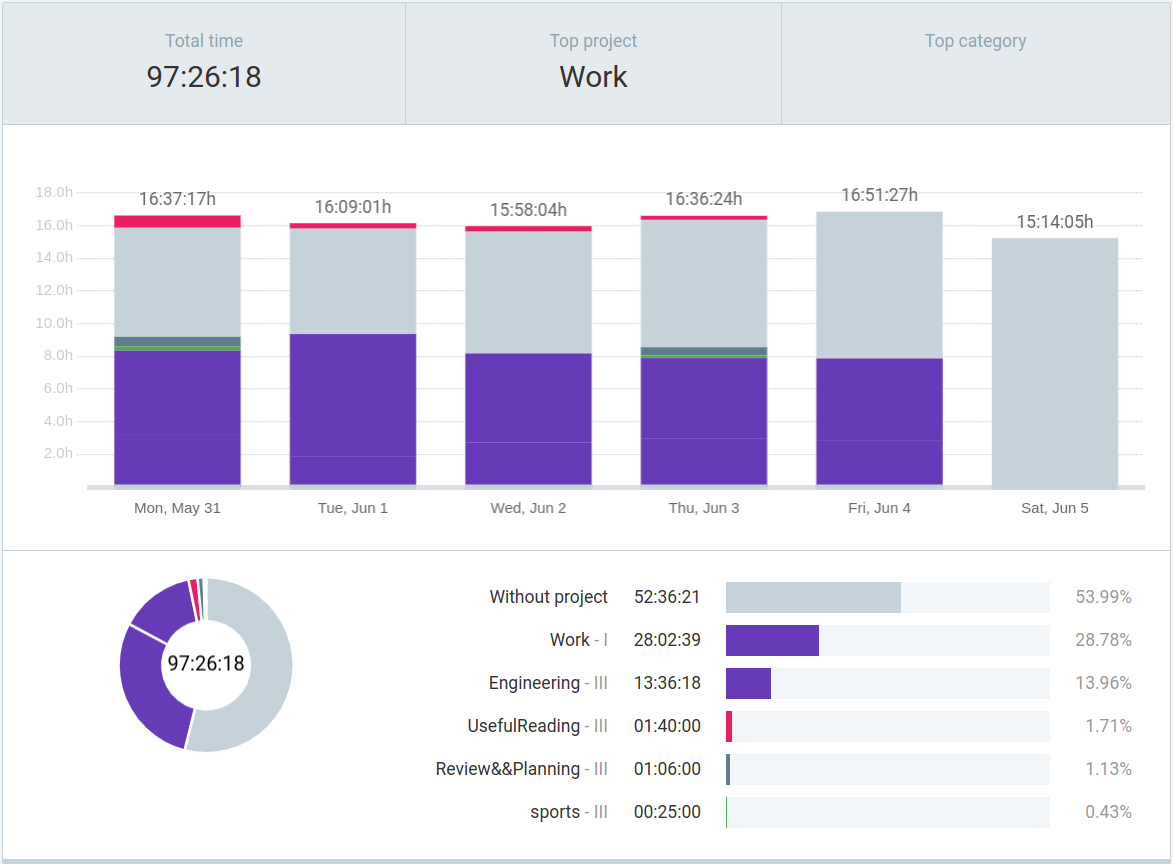 Total time
Top project
Top category
97:26:18
Work
18.0h
16.0h
14.0h
12.0h
10.0h
8.0h
6.0h
4.0h
2.0h
16:37:17h
16:09:01h
15:58:04h
16:36:24h
16:51:27h
15:14:05h
Mon, May 31
Tue, Jun 1
Wed, Jun 2
Thu, Jun 3
Fri, Jun 4
Sat, Jun 5
97:26:18
Without project 52:36:21 53.99%
Work - I 28:02:39 28.78%
Engineering - III 13:36:18 13.96%
UsefulReading - III 01:40:00 1.71%
Review&&Planning - III 01:06:00 1.13%
sports - III 00:25:00 0.43%